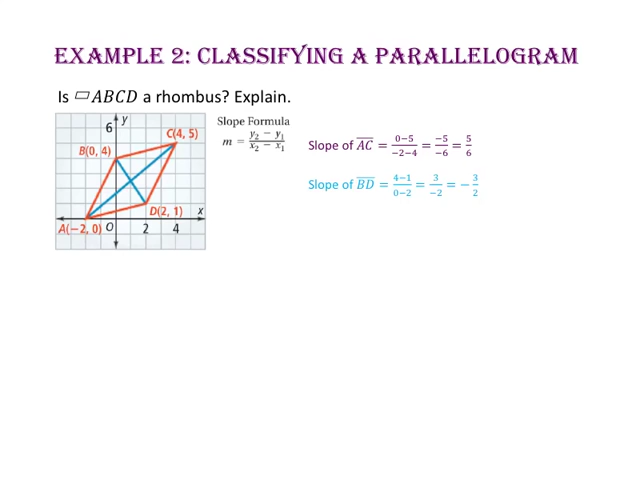 EXAMPLE 2: CLASSIFYING A PARALLELOGRAM
Is ▱ABCD a rhombus? Explain.
y
6
C(4, 5)
B(0, 4)
D(2, 1)
x
A(−2, 0) O 2 4
Slope Formula
m = (y₂ − y₁)/(x₂ − x₁)
Slope of A̅C̅ = (0−5)/(−2−4) = (−5)/(−6) = 5/6
Slope of B̅D̅ = (4−1)/(0−2) = 3/(−2) = −3/2